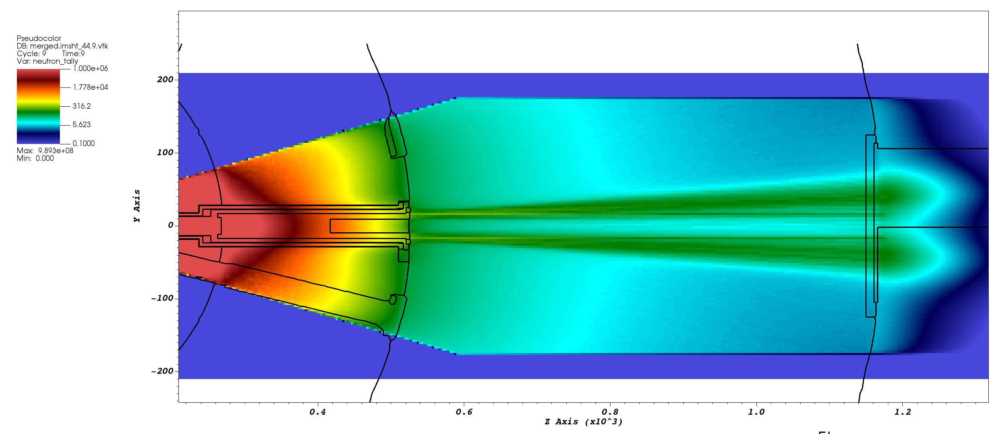 Pseudocolor
DB: merged.imsht_44.9.vtk
Cycle: 9 Time:9
Var: neutron_tally
1.000e+06
1.778e+04
316.2
5.623
0.1000
Max: 9.893e+08
Min: 0.000
200
100
0
-100
-200
Y Axis
0.4
0.6
0.8
1.0
1.2
Z Axis (x10^3)